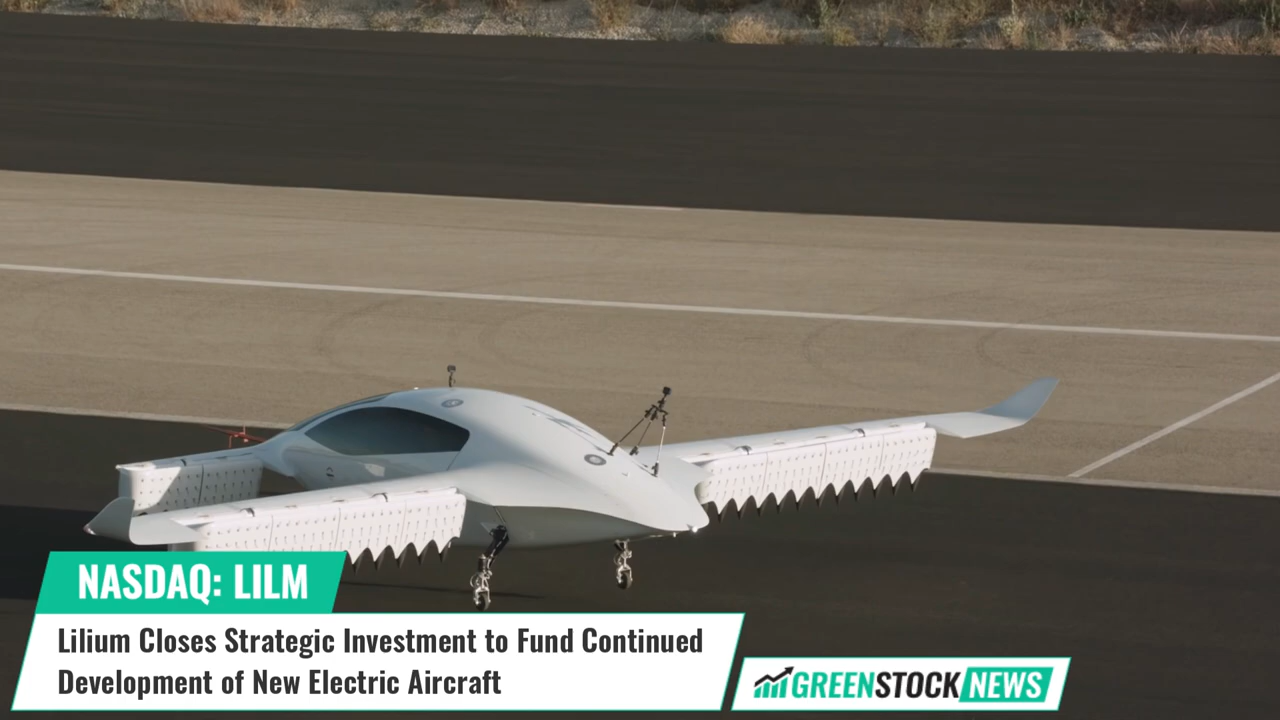 NASDAQ: LILM
Lilium Closes Strategic Investment to Fund Continued
Development of New Electric Aircraft
GREENSTOCK NEWS